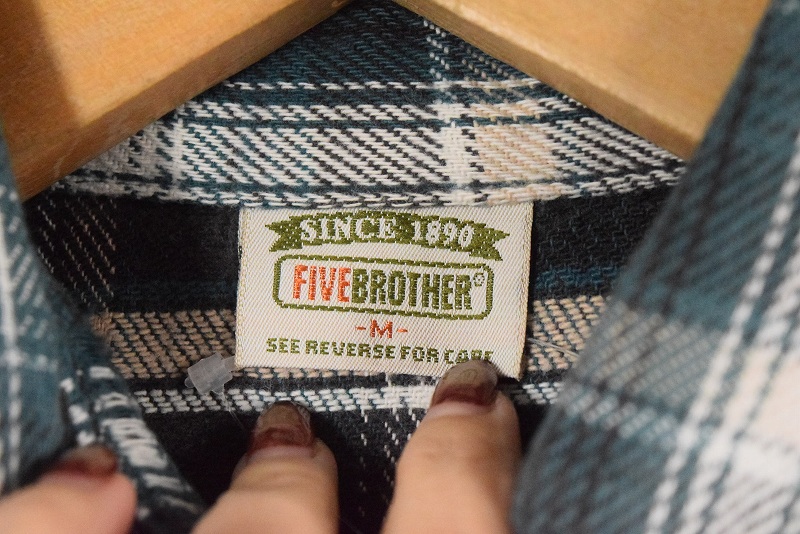 SINCE 1890
FIVEBROTHER®
-M-
SEE REVERSE FOR CARE